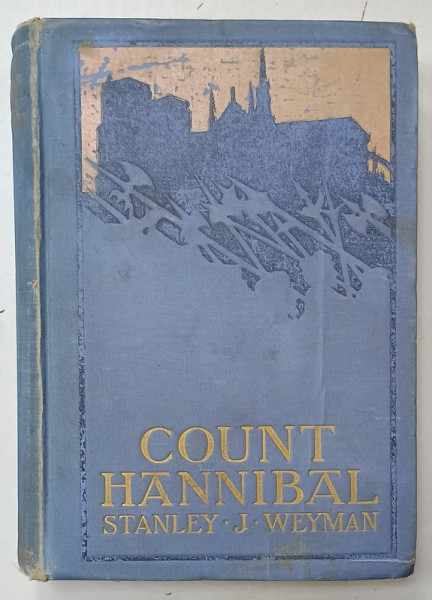 COUNT
HANNIBAL
STANLEY · J · WEYMAN